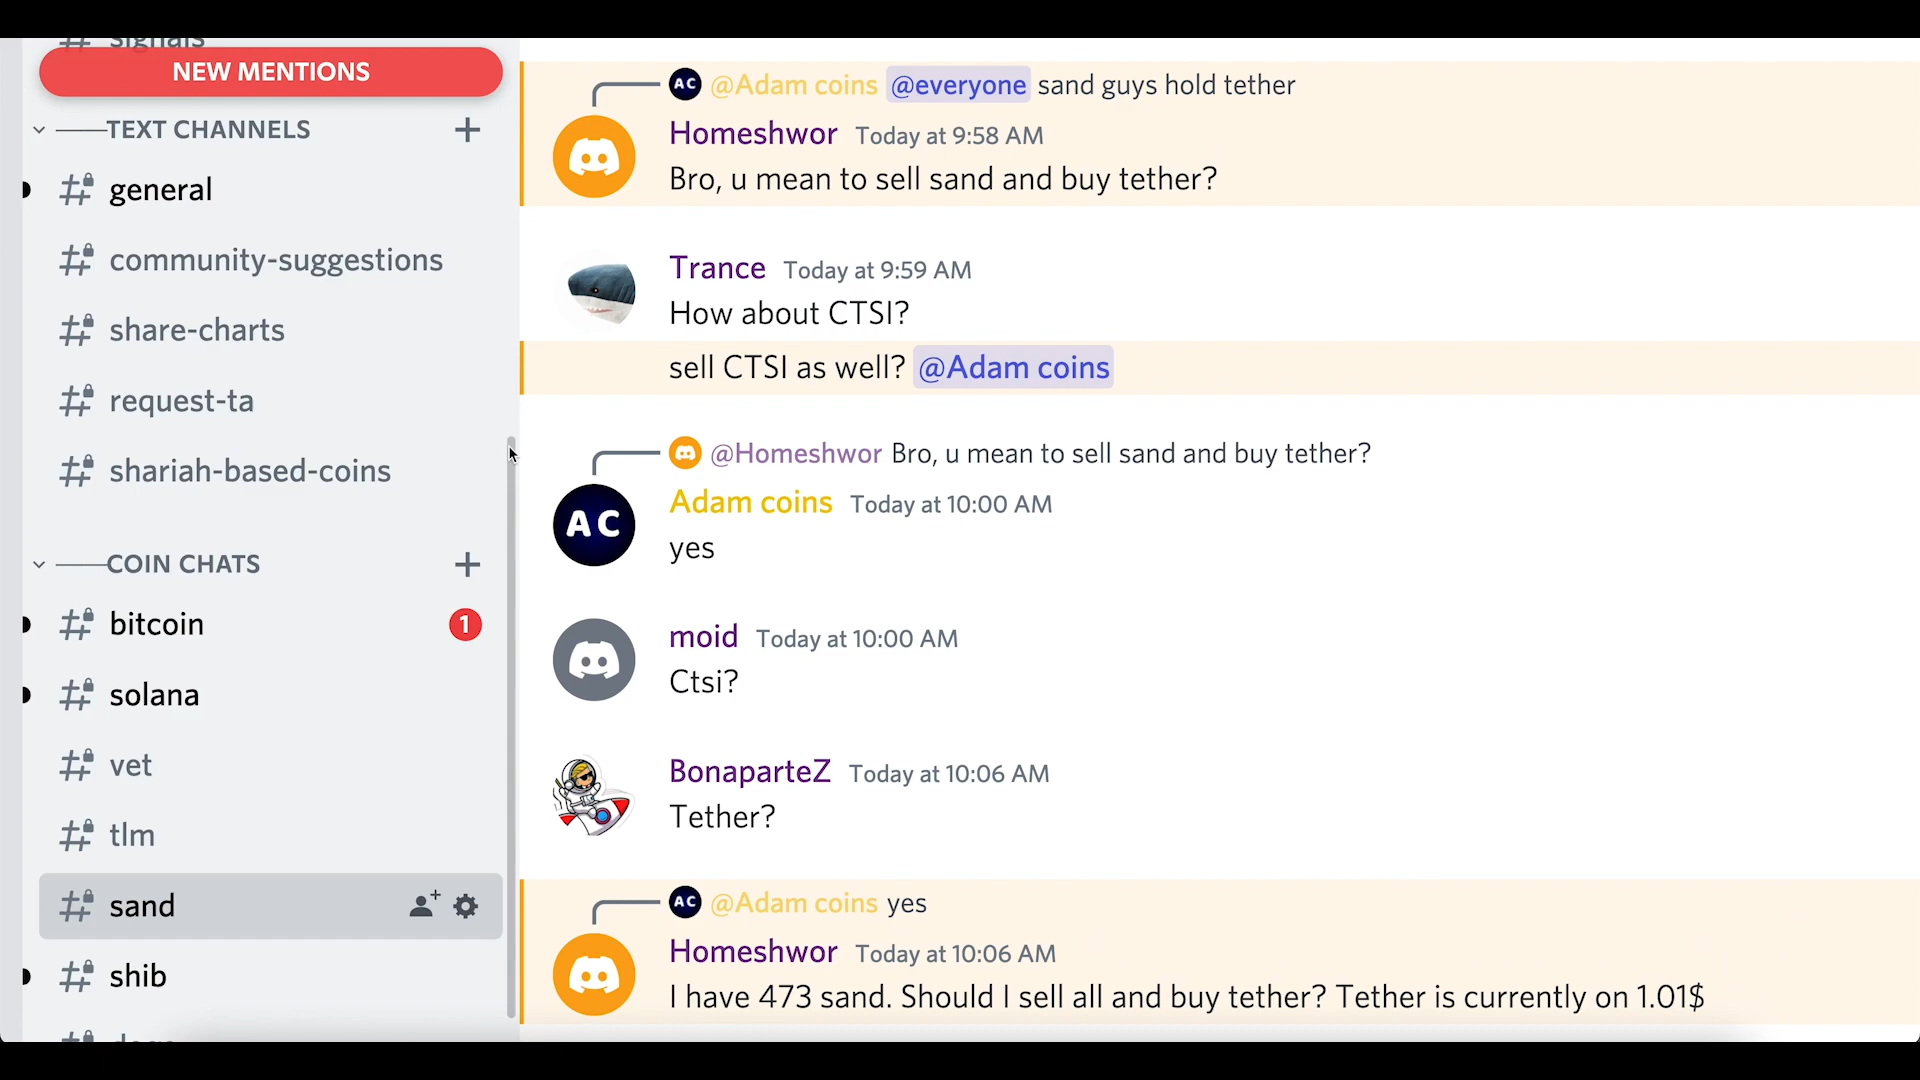 signals
NEW MENTIONS
TEXT CHANNELS
general
community-suggestions
share-charts
request-ta
shariah-based-coins
COIN CHATS
bitcoin
1
solana
vet
tlm
sand
shib
AC @Adam coins @everyone sand guys hold tether
Homeshwor Today at 9:58 AM
Bro, u mean to sell sand and buy tether?
Trance Today at 9:59 AM
How about CTSI?
sell CTSI as well? @Adam coins
@Homeshwor Bro, u mean to sell sand and buy tether?
AC
Adam coins Today at 10:00 AM
yes
moid Today at 10:00 AM
Ctsi?
BonaparteZ Today at 10:06 AM
Tether?
AC @Adam coins yes
Homeshwor Today at 10:06 AM
I have 473 sand. Should I sell all and buy tether? Tether is currently on 1.01$